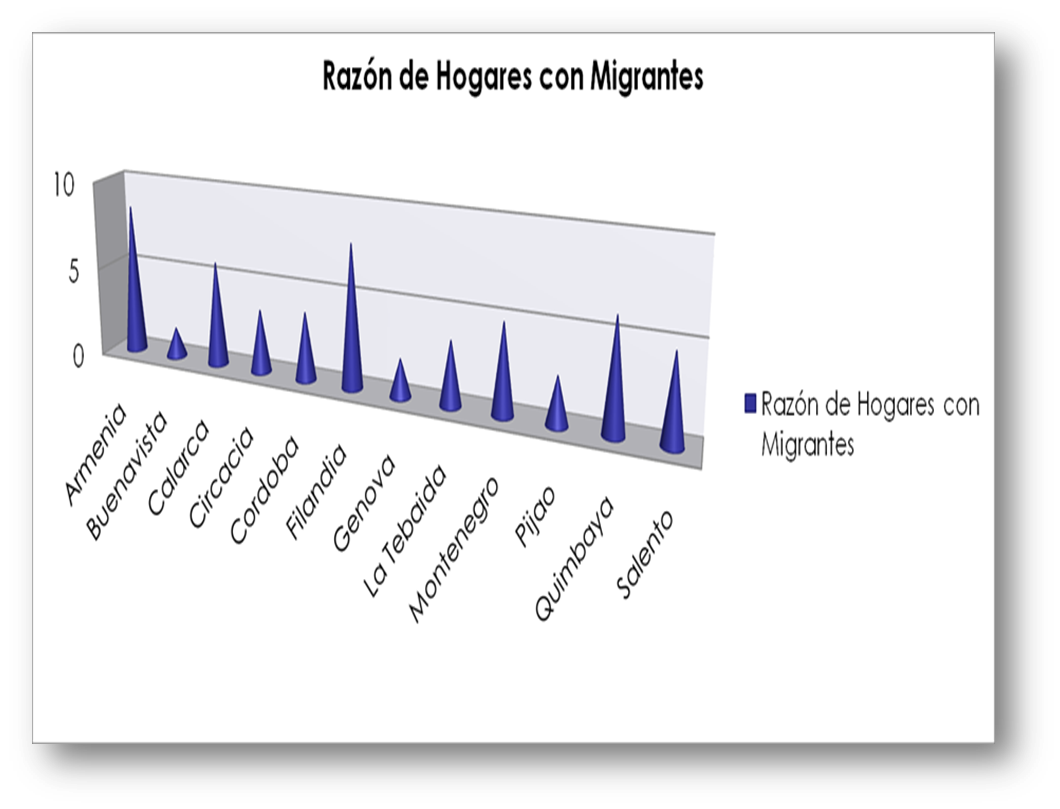 Razón de Hogares con Migrantes
10
5
0
Armenia
Buenavista
Calarca
Circacia
Cordoba
Filandia
Genova
La Tebaida
Montenegro
Pijao
Quimbaya
Salento
Razón de Hogares con
Migrantes